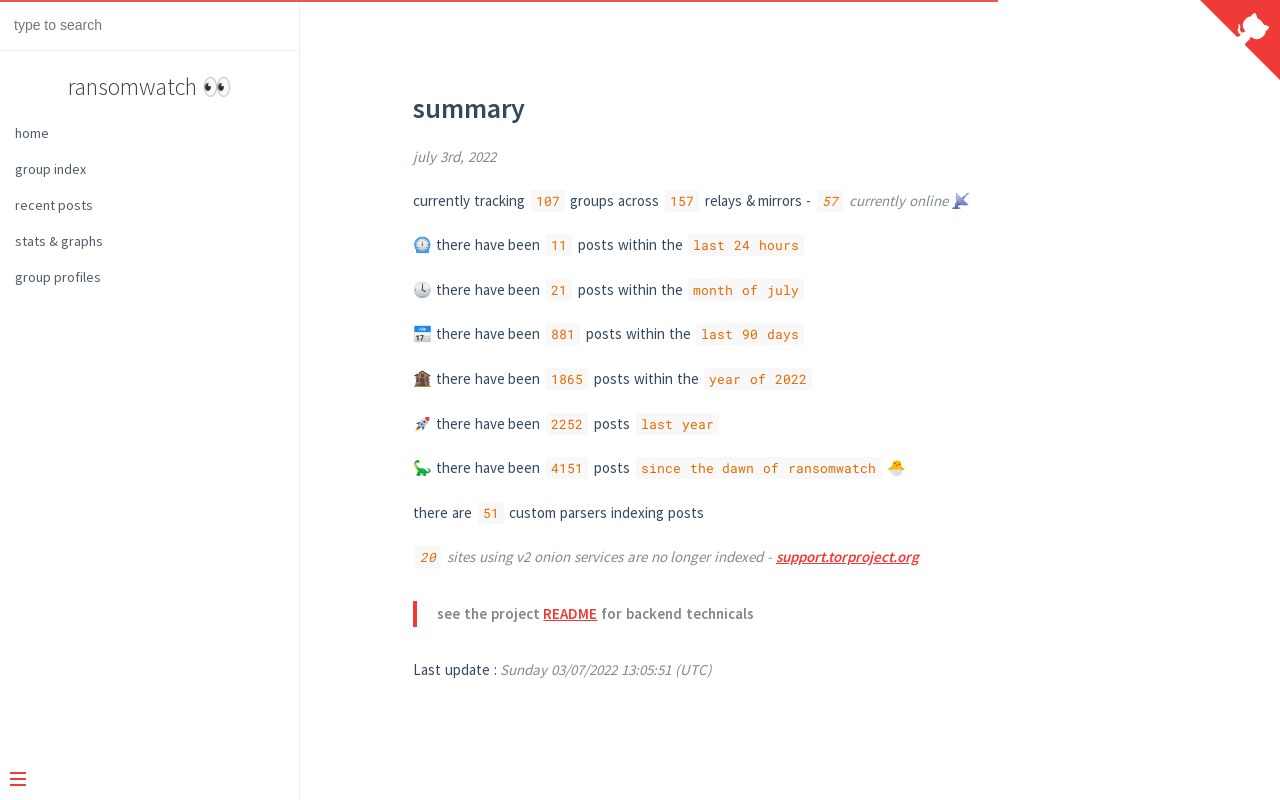 type to search
ransomwatch 👀
home
group index
recent posts
stats & graphs
group profiles
summary
july 3rd, 2022
currently tracking 107 groups across 157 relays & mirrors - 57 currently online 📡
⏲ there have been 11 posts within the last 24 hours
🕓 there have been 21 posts within the month of july
📅 there have been 881 posts within the last 90 days
🏚 there have been 1865 posts within the year of 2022
🚀 there have been 2252 posts last year
🦕 there have been 4151 posts since the dawn of ransomwatch 🐣
there are 51 custom parsers indexing posts
20 sites using v2 onion services are no longer indexed - support.torproject.org
see the project README for backend technicals
Last update : Sunday 03/07/2022 13:05:51 (UTC)